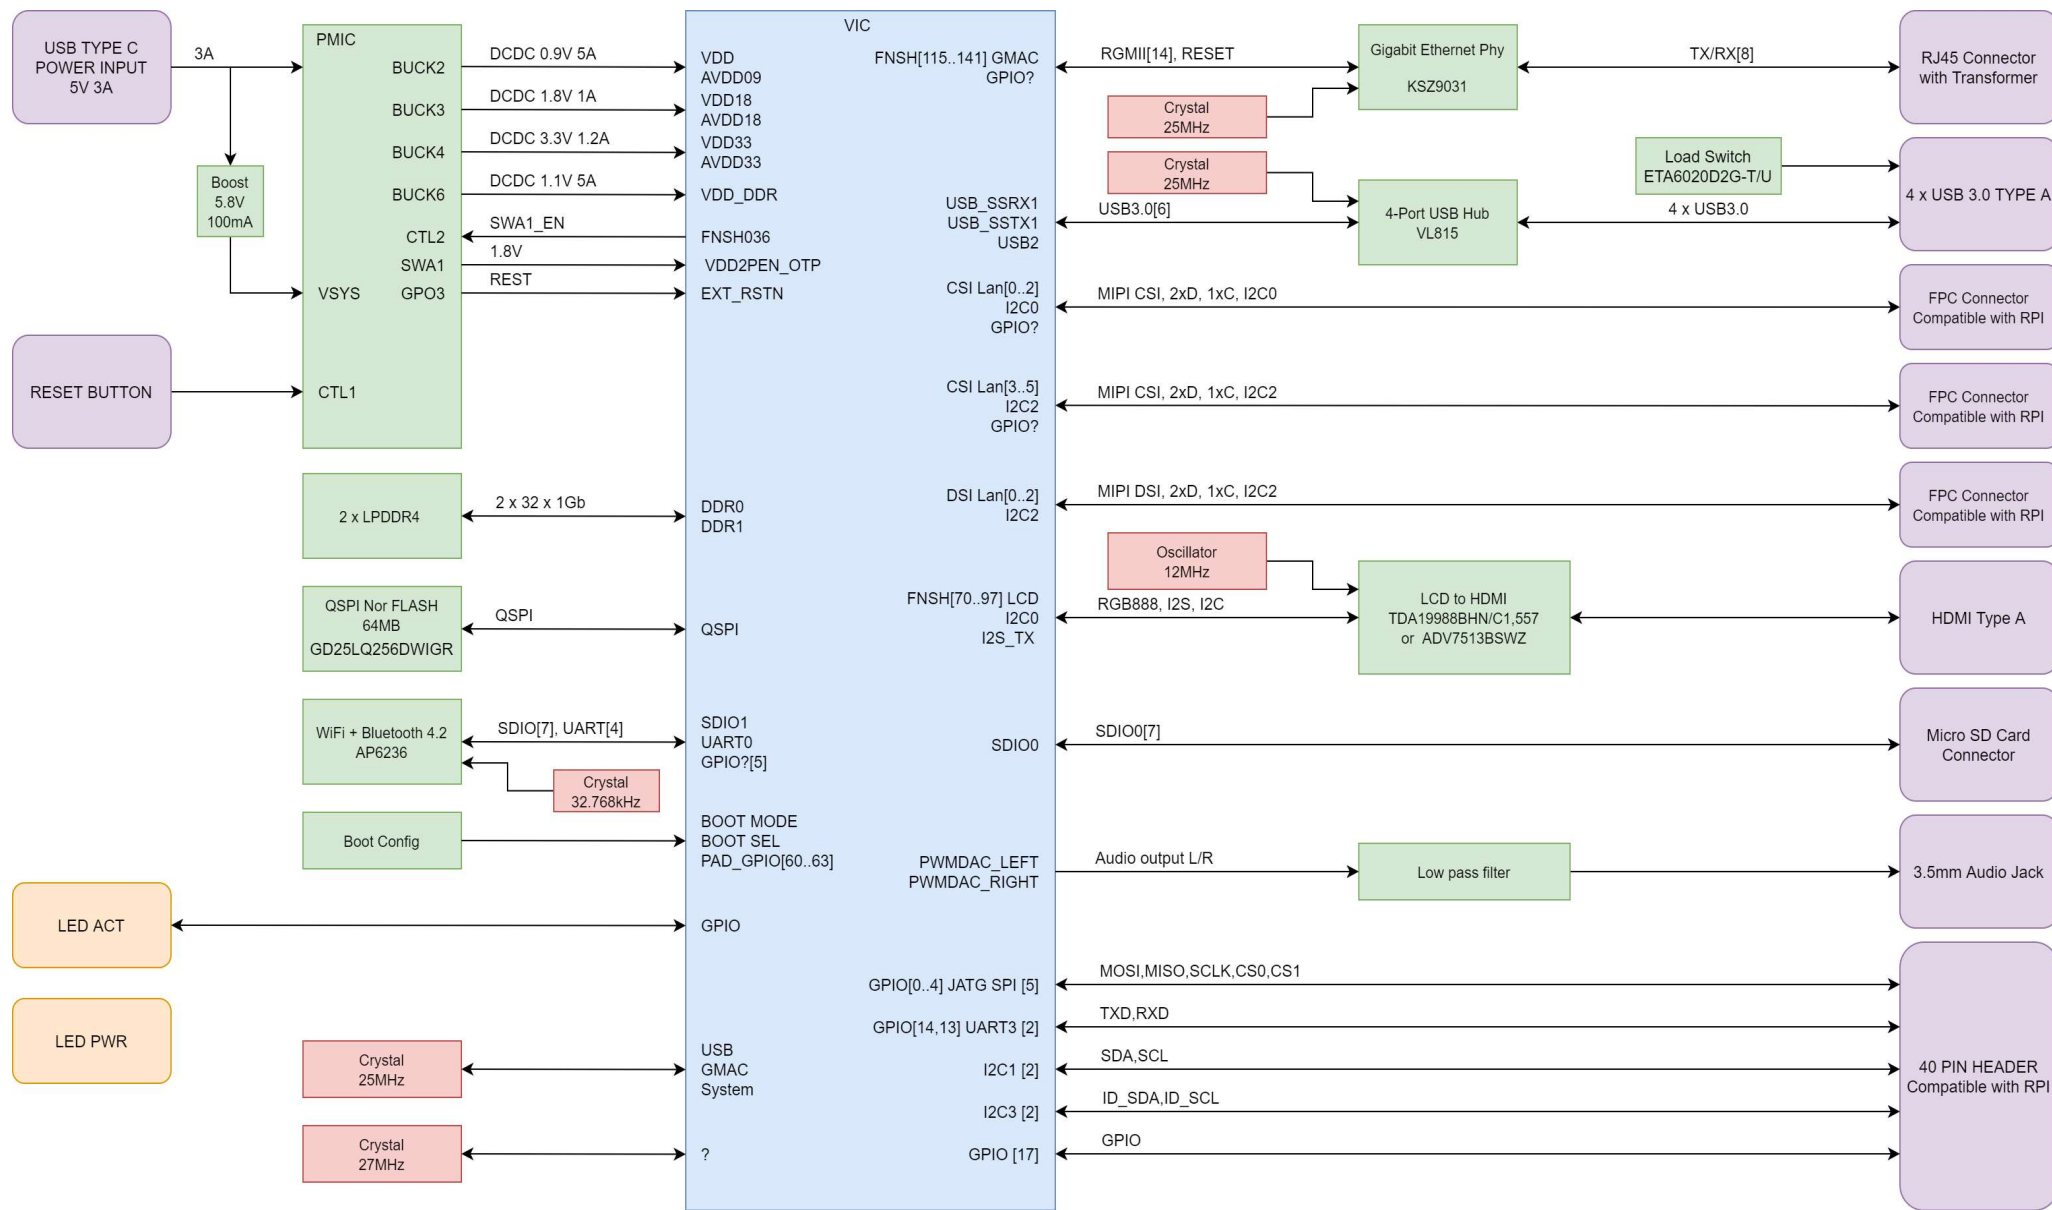 USB TYPE C
POWER INPUT
5V 3A
3A
Boost
5.8V
100mA
RESET BUTTON
PMIC
BUCK2
BUCK3
BUCK4
BUCK6
CTL2
SWA1
VSYS
GPO3
CTL1
DCDC 0.9V 5A
DCDC 1.8V 1A
DCDC 3.3V 1.2A
DCDC 1.1V 5A
SWA1_EN
1.8V
REST
2 x LPDDR4
2 x 32 x 1Gb
QSPI Nor FLASH
64MB
GD25LQ256DWIGR
QSPI
WiFi + Bluetooth 4.2
AP6236
SDIO[7], UART[4]
Crystal
32.768kHz
Boot Config
LED ACT
LED PWR
Crystal
25MHz
Crystal
27MHz
VIC
VDD
AVDD09
VDD18
AVDD18
VDD33
AVDD33
VDD_DDR
FNSH036
VDD2PEN_OTP
EXT_RSTN
DDR0
DDR1
QSPI
SDIO1
UART0
GPIO?[5]
BOOT MODE
BOOT SEL
PAD_GPIO[60..63]
GPIO
USB
GMAC
System
?
FNSH[115..141] GMAC
GPIO?
USB_SSRX1
USB_SSTX1
USB2
CSI Lan[0..2]
I2C0
GPIO?
CSI Lan[3..5]
I2C2
GPIO?
DSI Lan[0..2]
I2C2
FNSH[70..97] LCD
I2C0
I2S_TX
SDIO0
PWMDAC_LEFT
PWMDAC_RIGHT
GPIO[0..4] JATG SPI [5]
GPIO[14,13] UART3 [2]
I2C1 [2]
I2C3 [2]
GPIO [17]
RGMII[14], RESET
Crystal
25MHz
Gigabit Ethernet Phy
KSZ9031
TX/RX[8]
RJ45 Connector
with Transformer
Crystal
25MHz
USB3.0[6]
4-Port USB Hub
VL815
Load Switch
ETA6020D2G-T/U
4 x USB3.0
4 x USB 3.0 TYPE A
MIPI CSI, 2xD, 1xC, I2C0
FPC Connector
Compatible with RPI
MIPI CSI, 2xD, 1xC, I2C2
FPC Connector
Compatible with RPI
MIPI DSI, 2xD, 1xC, I2C2
FPC Connector
Compatible with RPI
Oscillator
12MHz
RGB888, I2S, I2C
LCD to HDMI
TDA19988BHN/C1,557
or ADV7513BSWZ
HDMI Type A
SDIO0[7]
Micro SD Card
Connector
Audio output L/R
Low pass filter
3.5mm Audio Jack
MOSI,MISO,SCLK,CS0,CS1
TXD,RXD
SDA,SCL
ID_SDA,ID_SCL
GPIO
40 PIN HEADER
Compatible with RPI